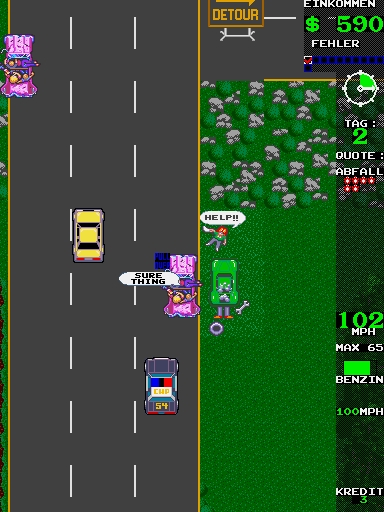 EINKOMMEN
$ 590
FEHLER
DETOUR
TAG :
2
QUOTE :
ABFALL
HELP!!
SURE
THING
102
MPH
MAX 65
BENZIN
100MPH
COP
54
KREDIT
3